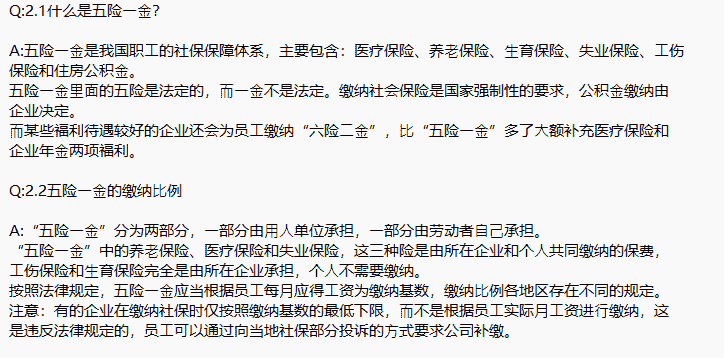 Q:2.1什么是五险一金？
A:五险一金是我国职工的社保保障体系，主要包含：医疗保险、养老保险、生育保险、失业保险、工伤
保险和住房公积金。
五险一金里面的五险是法定的，而一金不是法定。缴纳社会保险是国家强制性的要求，公积金缴纳由
企业决定。
而某些福利待遇较好的企业还会为员工缴纳“六险二金”，比“五险一金”多了大额补充医疗保险和
企业年金两项福利。
Q:2.2五险一金的缴纳比例
A:“五险一金”分为两部分，一部分由用人单位承担，一部分由劳动者自己承担。
“五险一金”中的养老保险、医疗保险和失业保险，这三种险是由所在企业和个人共同缴纳的保费，
工伤保险和生育保险完全是由所在企业承担，个人不需要缴纳。
按照法律规定，五险一金应当根据员工每月应得工资为缴纳基数，缴纳比例各地区存在不同的规定。
注意：有的企业在缴纳社保时仅按照缴纳基数的最低下限，而不是根据员工实际月工资进行缴纳，这
是违反法律规定的，员工可以通过向当地社保部分投诉的方式要求公司补缴。